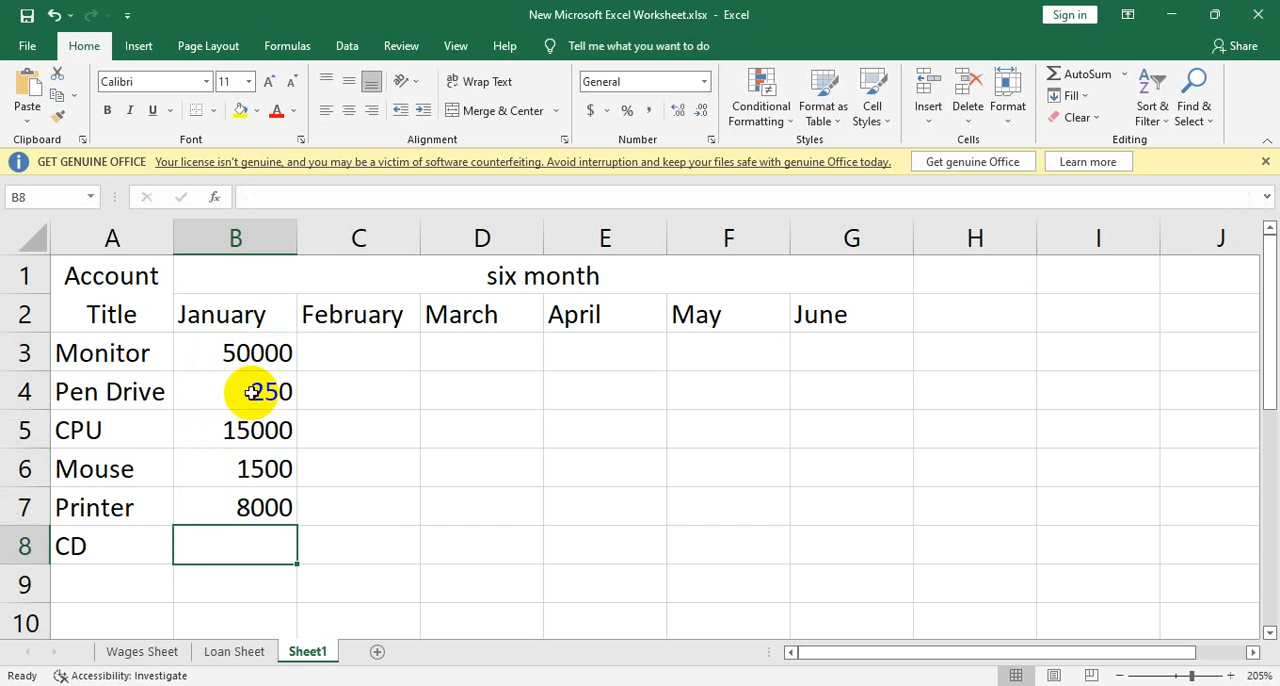 New Microsoft Excel Worksheet.xlsx - Excel
Sign in
File Home Insert Page Layout Formulas Data Review View Help Tell me what you want to do Share
Paste
Clipboard
Calibri 11
B I U A
Font
Wrap Text
Merge & Center
Alignment
General
$ % ,
Number
Conditional Formatting
Format as Table
Cell Styles
Styles
Insert Delete Format
Cells
AutoSum
Fill
Clear
Sort & Filter
Find & Select
Editing
GET GENUINE OFFICE Your license isn't genuine, and you may be a victim of software counterfeiting. Avoid interruption and keep your files safe with genuine Office today. Get genuine Office Learn more
B8 fx
A B C D E F G H I J
1 Account six month
2 Title January February March April May June
3 Monitor 50000
4 Pen Drive 250
5 CPU 15000
6 Mouse 1500
7 Printer 8000
8 CD
9
10
Wages Sheet Loan Sheet Sheet1
Ready Accessibility: Investigate 205%